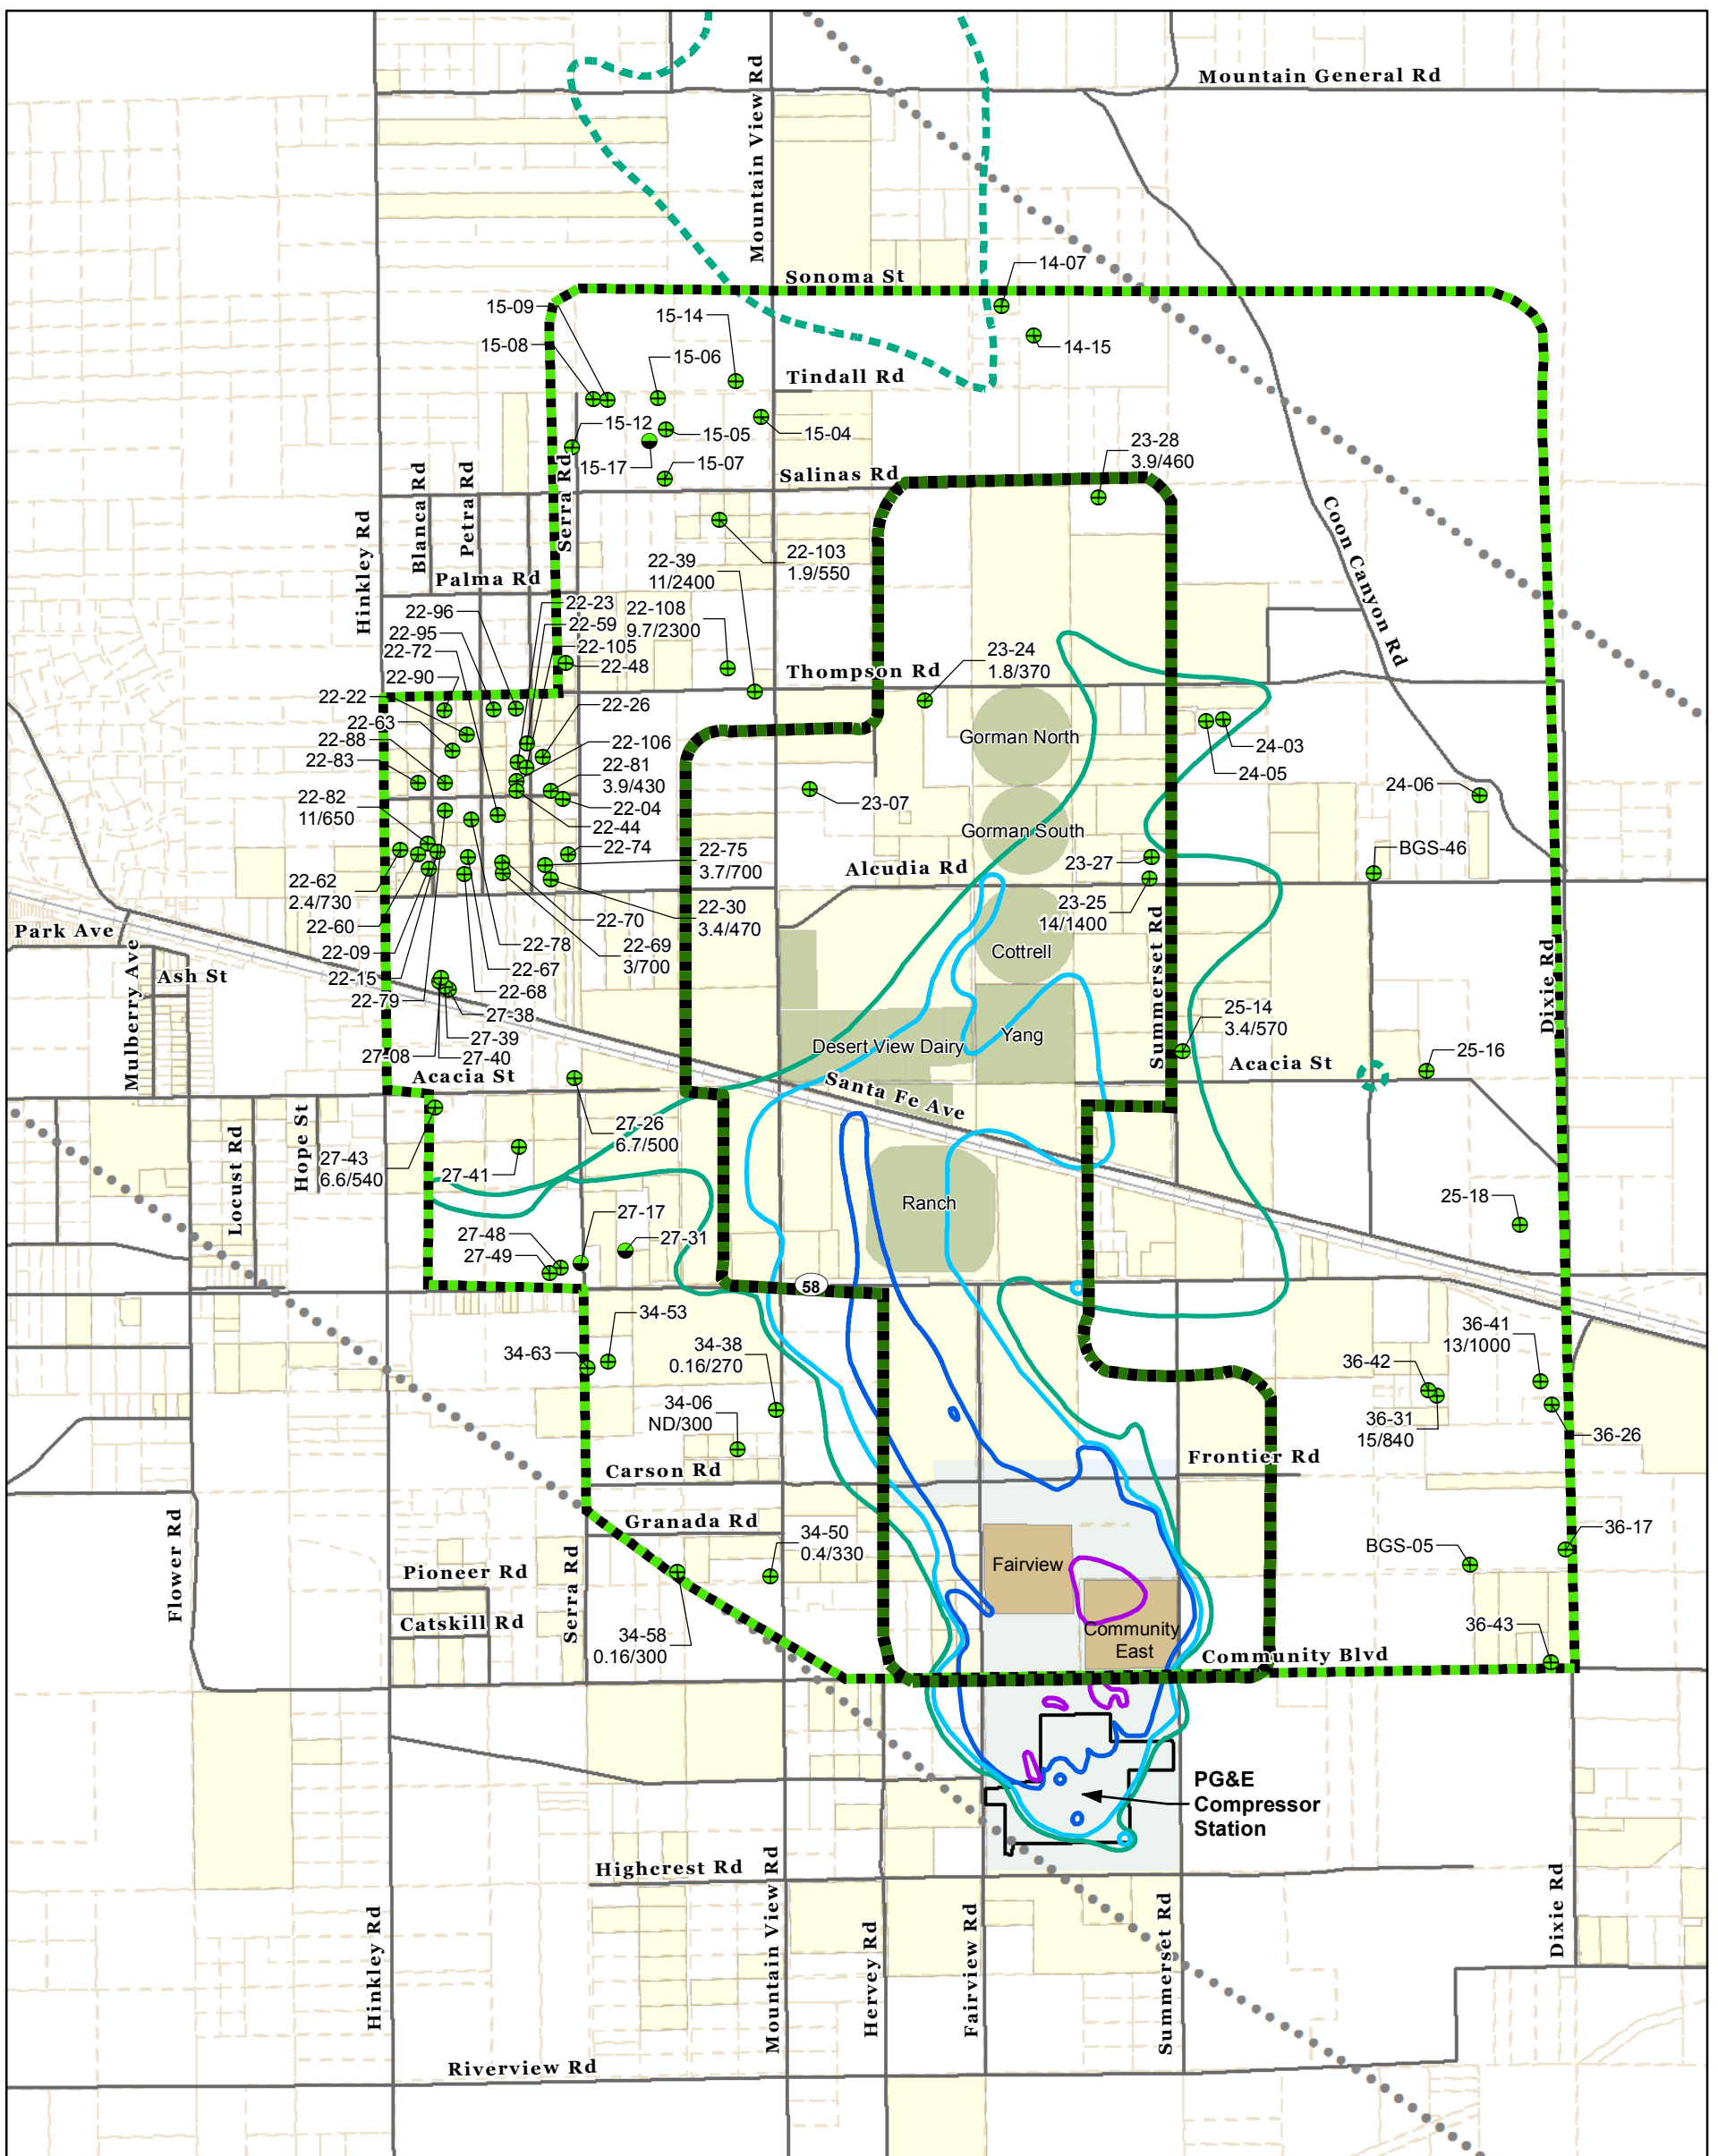 Mountain General Rd
Mountain View Rd
14-07
Sonoma St
15-09
15-14
15-08
15-06
14-15
Tindall Rd
15-12
15-05
15-04
15-17
15-07
23-28
3.9/460
Salinas Rd
Serra Rd
Blanca Rd
Petra Rd
Hinkley Rd
Coon Canyon Rd
22-103
1.9/550
22-39
11/2400
Palma Rd
22-96
22-23
22-108
9.7/2300
22-95
22-59
22-72
22-105
22-48
22-90
23-24
1.8/370
Thompson Rd
22-22
22-26
22-63
22-88
22-106
22-83
22-81
3.9/430
Gorman North
24-03
24-05
24-06
22-82
11/650
22-04
23-07
22-44
Gorman South
22-74
22-75
3.7/700
BGS-46
23-27
Alcudia Rd
22-62
2.4/730
23-25
14/1400
22-60
22-70
22-30
3.4/470
Park Ave
22-09
22-78
22-69
3/700
Cottrell
Summerset Rd
Dixie Rd
Mulberry Ave
Ash St
22-15
22-67
22-79
22-68
27-38
25-14
3.4/570
27-39
Yang
Desert View Dairy
27-08
27-40
25-16
Acacia St
Acacia St
Santa Fe Ave
Locust Rd
Hope St
27-26
6.7/500
27-43
6.6/540
27-41
Ranch
25-18
27-17
27-48
27-31
27-49
58
34-53
34-38
0.16/270
34-63
36-41
13/1000
36-42
34-06
ND/300
36-31
15/840
36-26
Carson Rd
Frontier Rd
Flower Rd
Granada Rd
34-50
0.4/330
36-17
BGS-05
Fairview
Pioneer Rd
Serra Rd
Catskill Rd
34-58
0.16/300
Community
East
36-43
Community Blvd
PG&E
Compressor
Station
Highcrest Rd
Hinkley Rd
Mountain View Rd
Hervey Rd
Fairview Rd
Summerset Rd
Dixie Rd
Riverview Rd